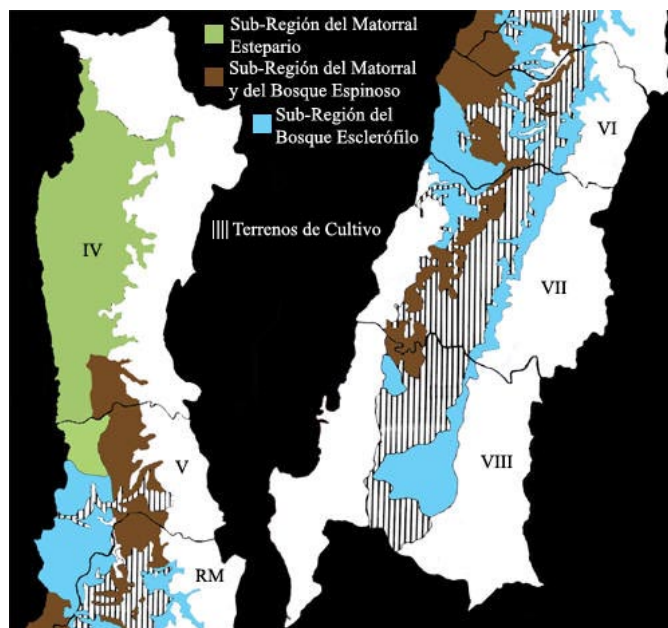 Sub-Región del Matorral
Estepario
Sub-Región del Matorral
y del Bosque Espinoso
Sub-Región del
Bosque Esclerófilo
Terrenos de Cultivo
IV
V
RM
VI
VII
VIII